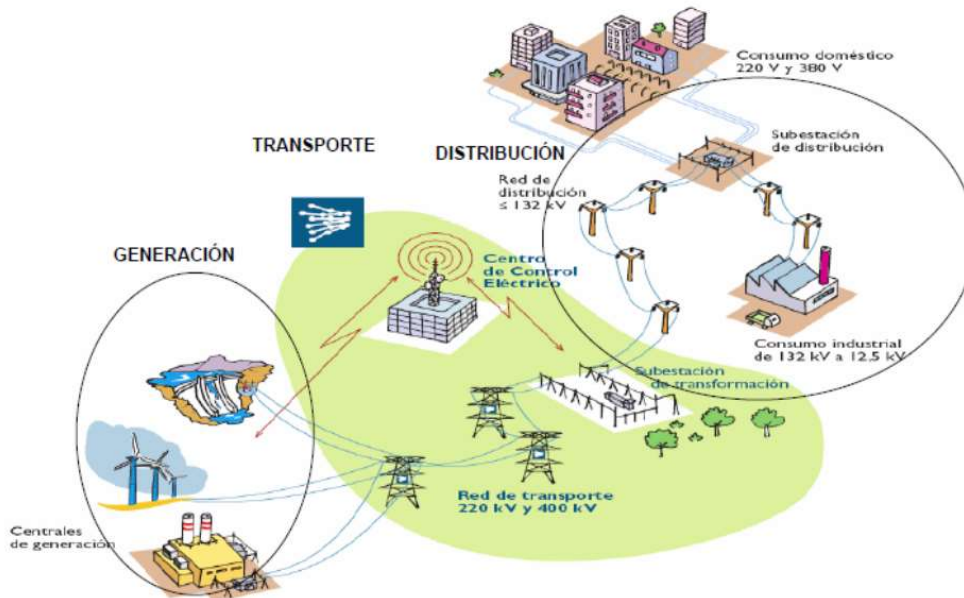 Consumo doméstico
220 V y 380 V
TRANSPORTE
DISTRIBUCIÓN
Subestación
de distribución
Red de
distribución
≤ 132 kV
GENERACIÓN
Centro
de Control
Eléctrico
Consumo industrial
de 132 kV a 12,5 kV
Subestación
de transformación
Red de transporte
220 kV y 400 kV
Centrales
de generación